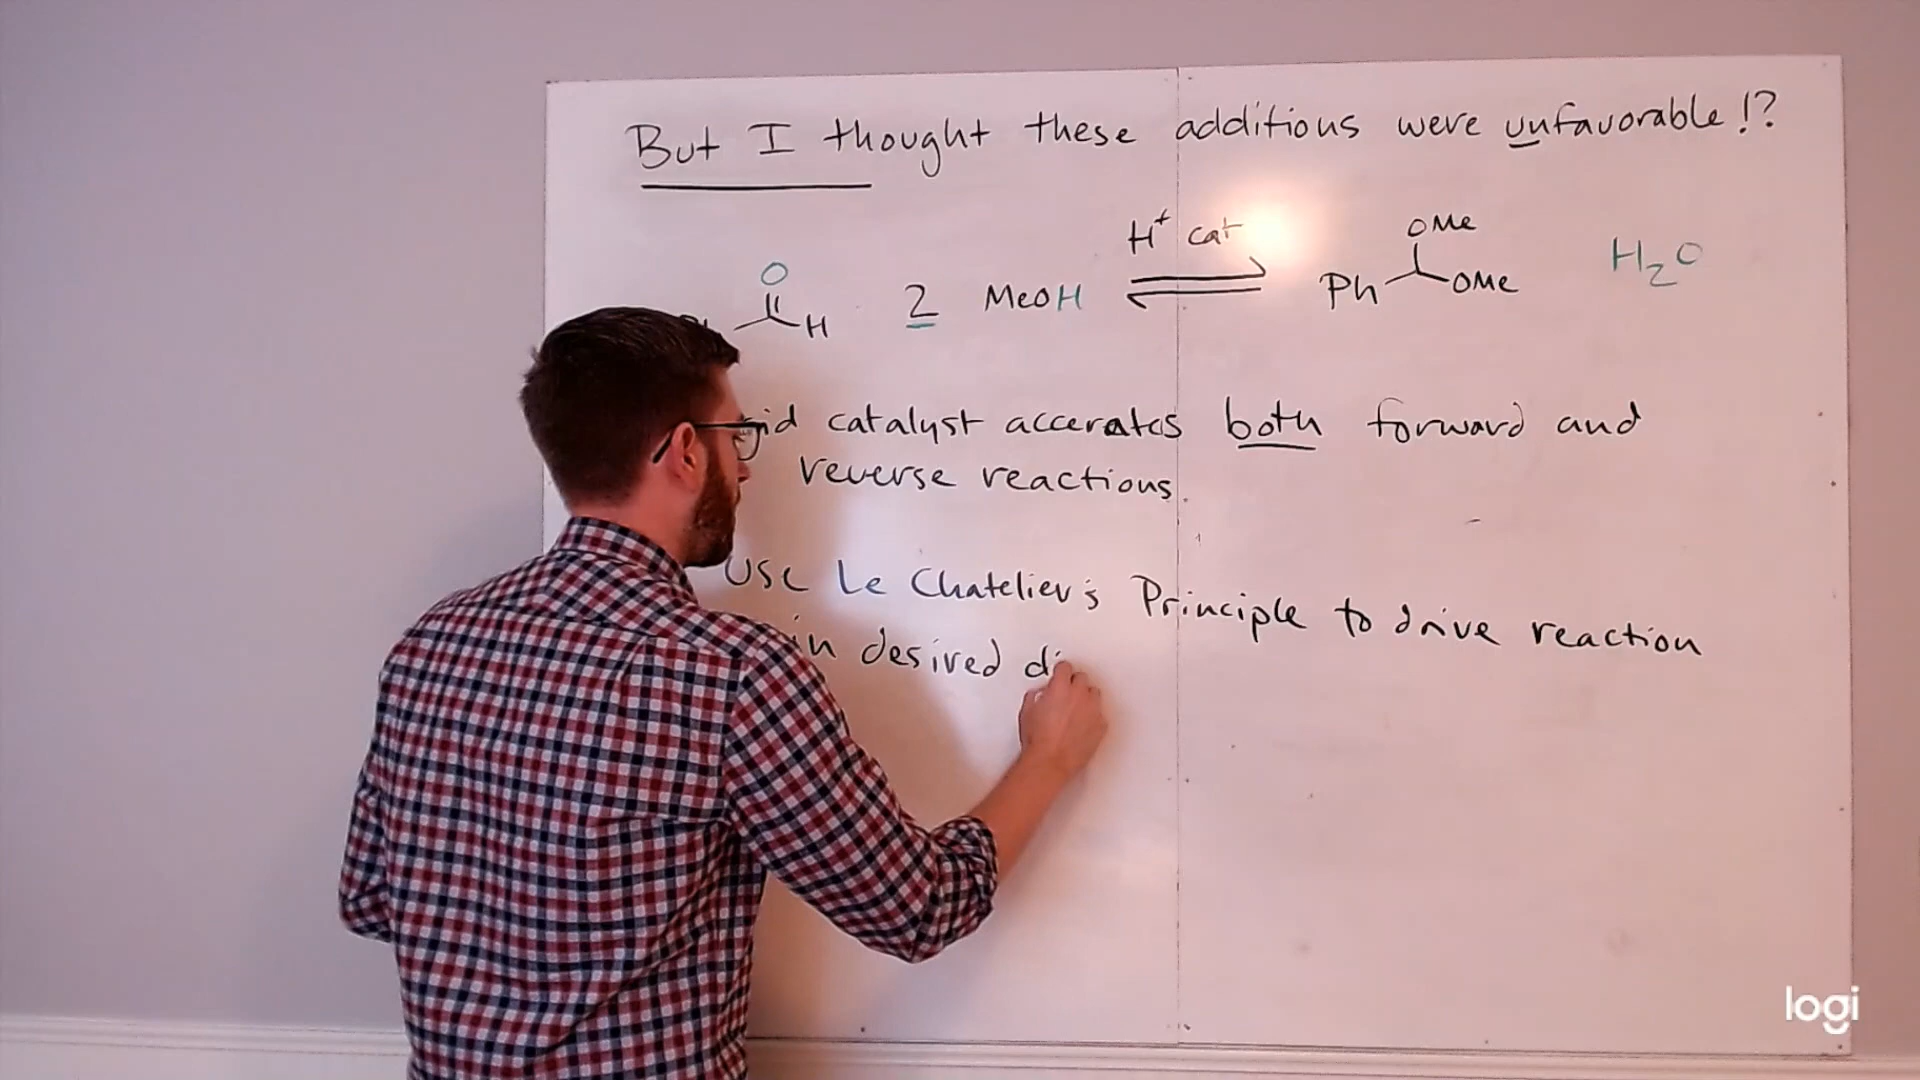 But I thought these additions were unfavorable!?
H⁺ cat
OMe
O
H 2 MeOH Ph OMe H₂O
catalyst accerates both forward and
reverse reactions.
Use Le Chatelier's Principle to drive reaction
in desired
logi